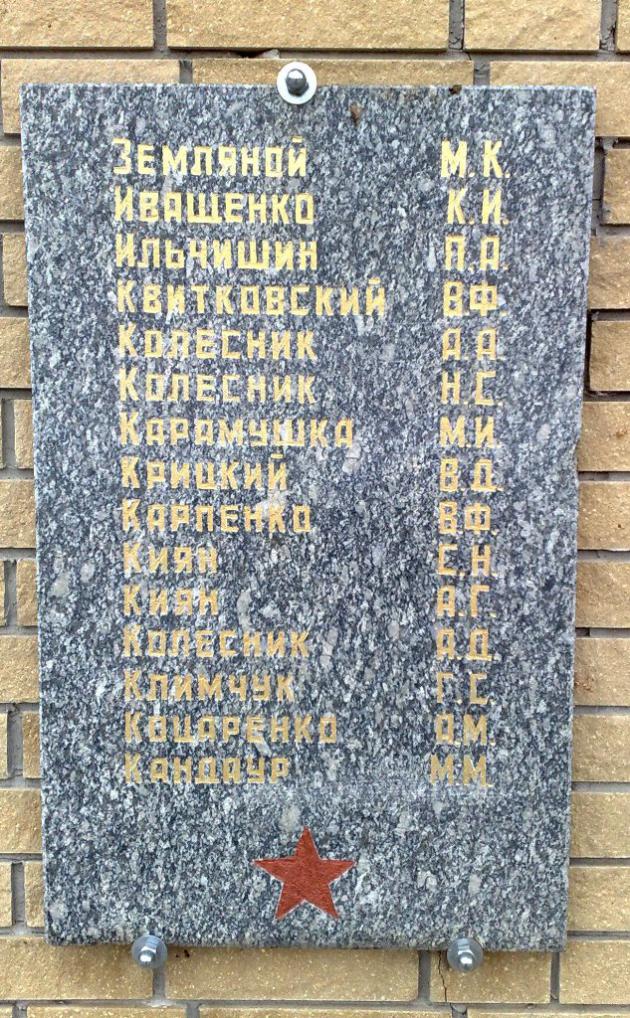 Земляной М.К.
Иващенко К.И.
Ильчишин П.А.
Квитковский В.Ф.
Колесник А.А.
Колесник Н.С.
Карамушка М.И.
Крицкий В.Д.
Карпенко В.Ф.
Киян С.Н.
Киян А.Г.
Колесник А.Д.
Климчук Г.С.
Коцаренко А.М.
Кандаур М.М.